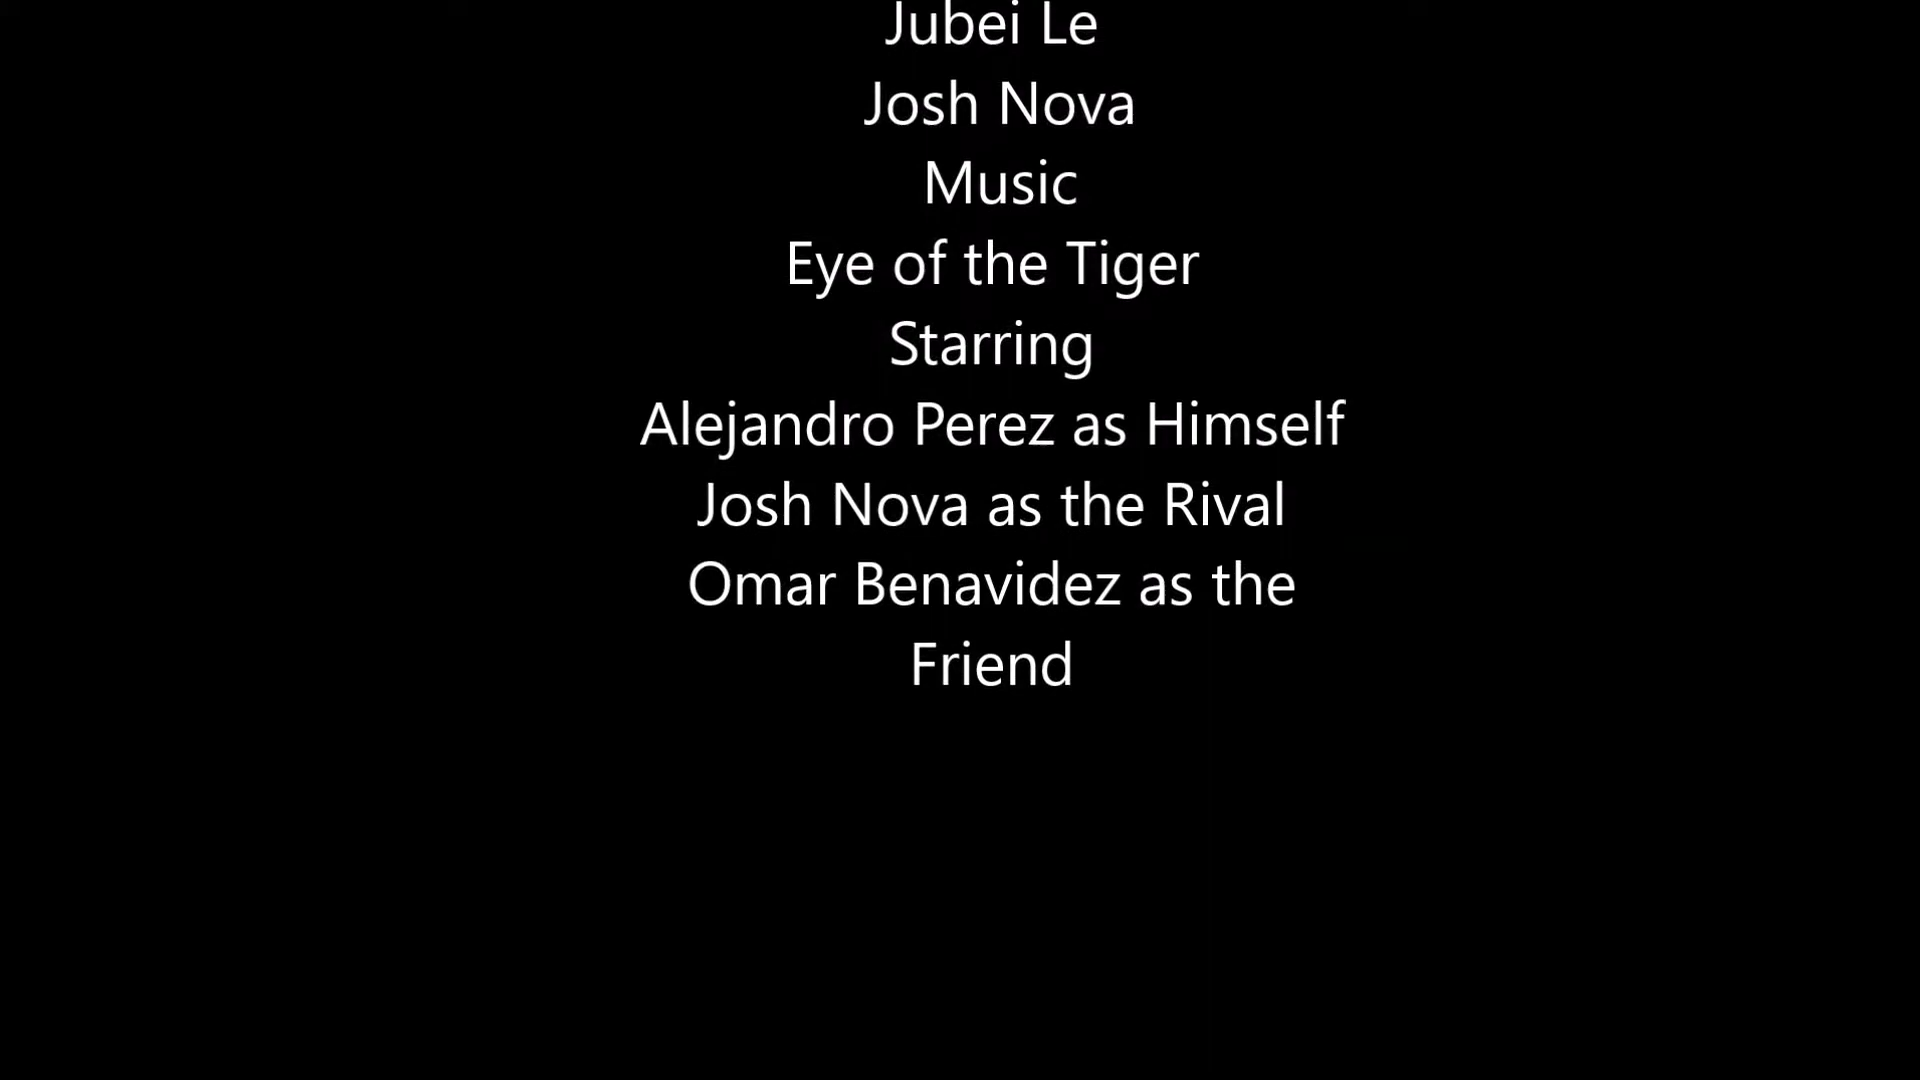 Jubei Le
Josh Nova
Music
Eye of the Tiger
Starring
Alejandro Perez as Himself
Josh Nova as the Rival
Omar Benavidez as the
Friend